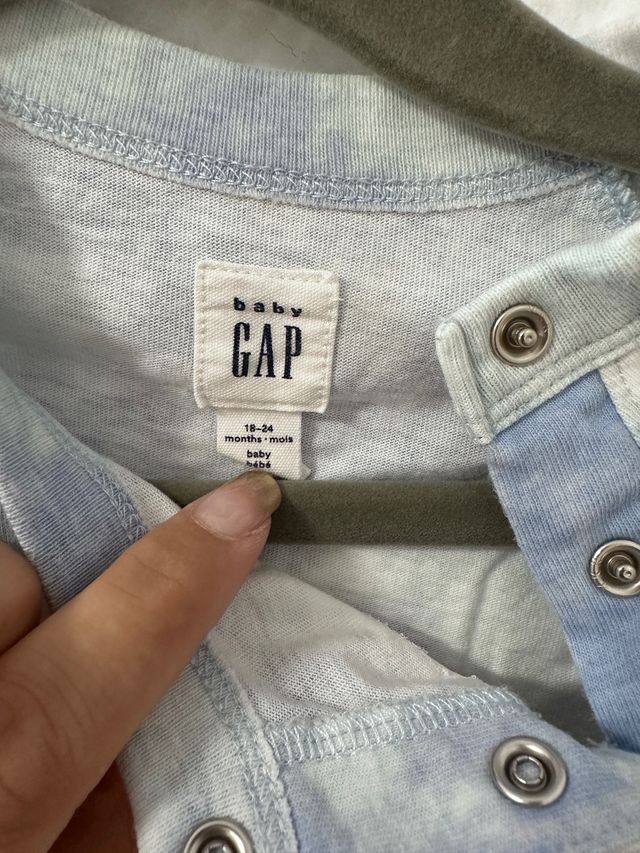 baby
GAP
18–24
months · mois
baby
bébé